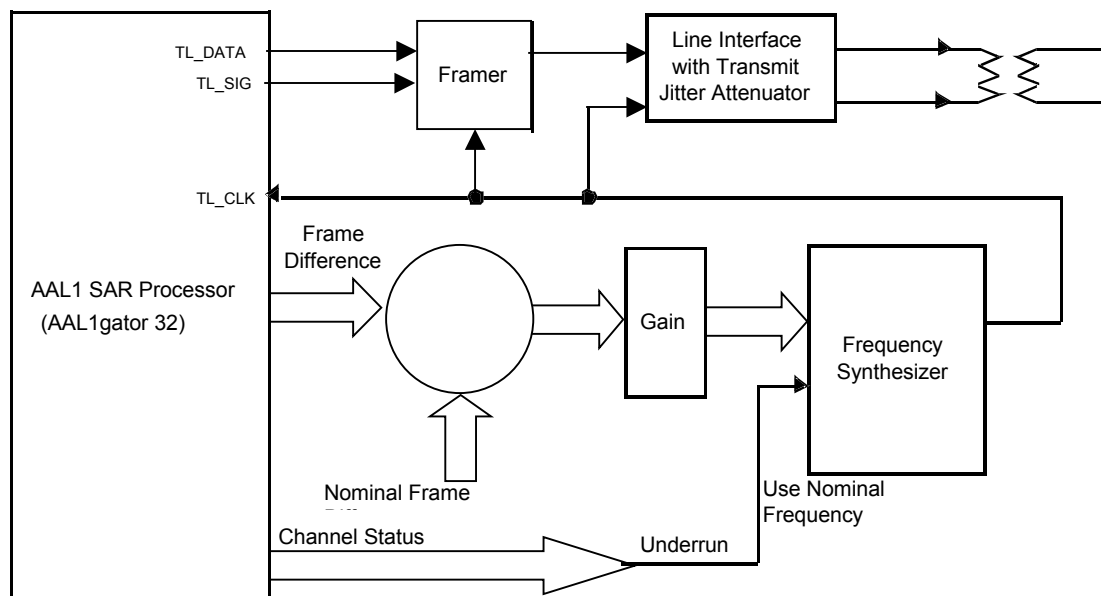 TL_DATA
TL_SIG
Framer
Line Interface
with Transmit
Jitter Attenuator
TL_CLK
Frame
Difference
AAL1 SAR Processor
(AAL1gator 32)
Gain
Frequency
Synthesizer
Nominal Frame
Use Nominal
Frequency
Channel Status
Underrun